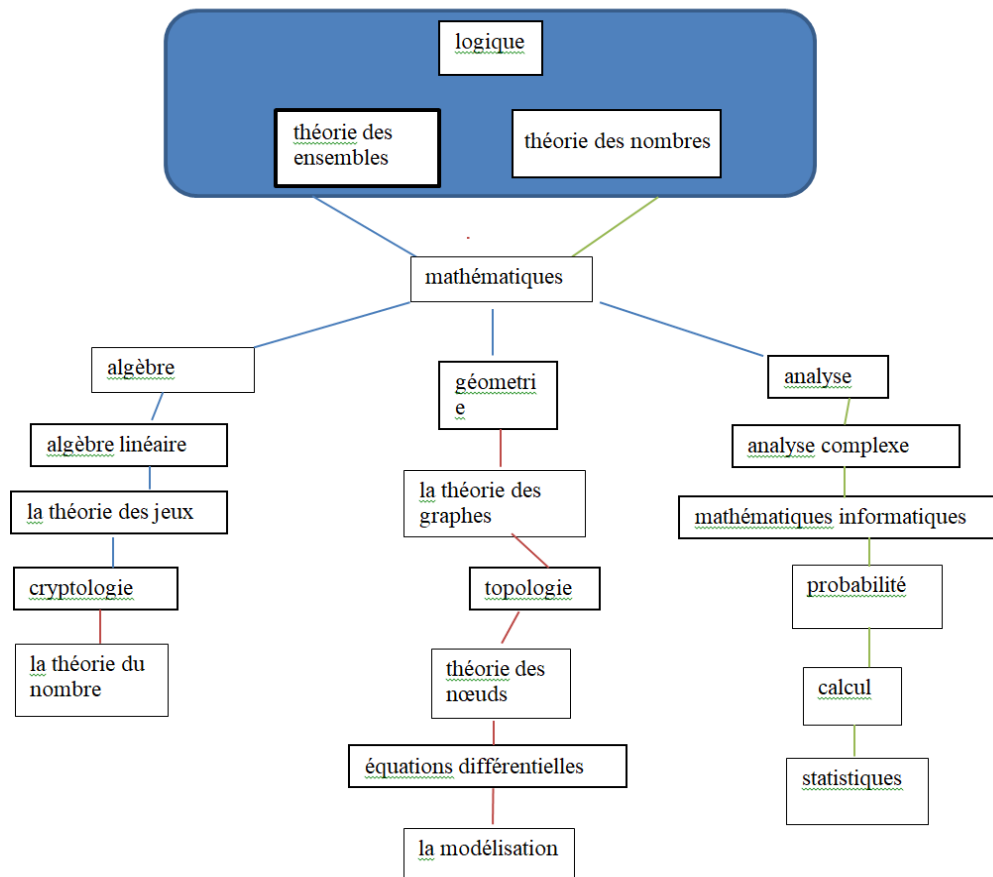 logique
théorie des
ensembles
théorie des nombres
mathématiques
algèbre
algèbre linéaire
la théorie des jeux
cryptologie
la théorie du
nombre
géometri
e
la théorie des
graphes
topologie
théorie des
nœuds
équations différentielles
la modélisation
analyse
analyse complexe
mathématiques informatiques
probabilité
calcul
statistiques